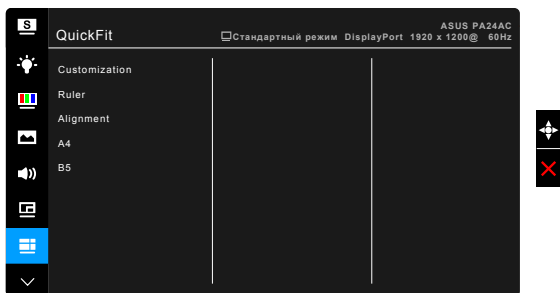 S
ASUS PA24AC
QuickFit
Стандартный режим DisplayPort 1920 x 1200@ 60Hz
Customization
Ruler
Alignment
A4
B5